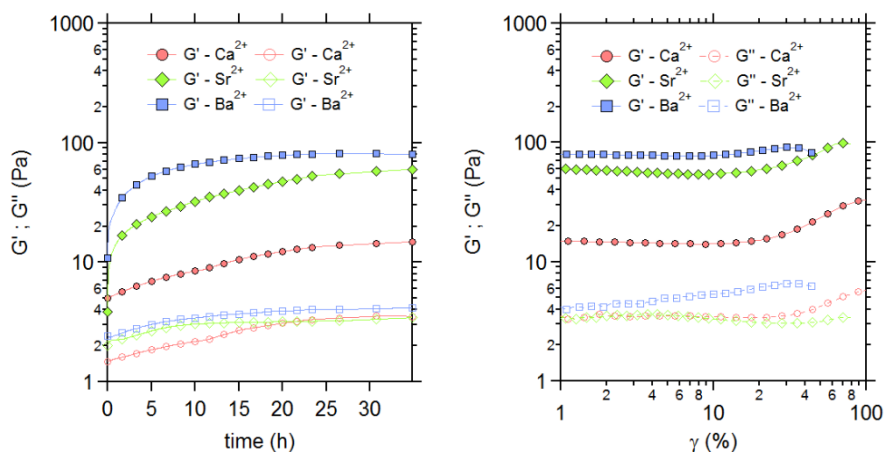 1000
6
4
2
100
6
4
2
10
6
4
2
1
G' ; G'' (Pa)
G' - Ca2+ G' - Ca2+
G' - Sr2+ G' - Sr2+
G' - Ba2+ G' - Ba2+
0 5 10 15 20 25 30
time (h)
1000
6
4
2
100
6
4
2
10
6
4
2
1
G' ; G'' (Pa)
G' - Ca2+ G'' - Ca2+
G' - Sr2+ G'' - Sr2+
G' - Ba2+ G'' - Ba2+
1 2 4 6 8 10 2 4 6 8 100
γ (%)